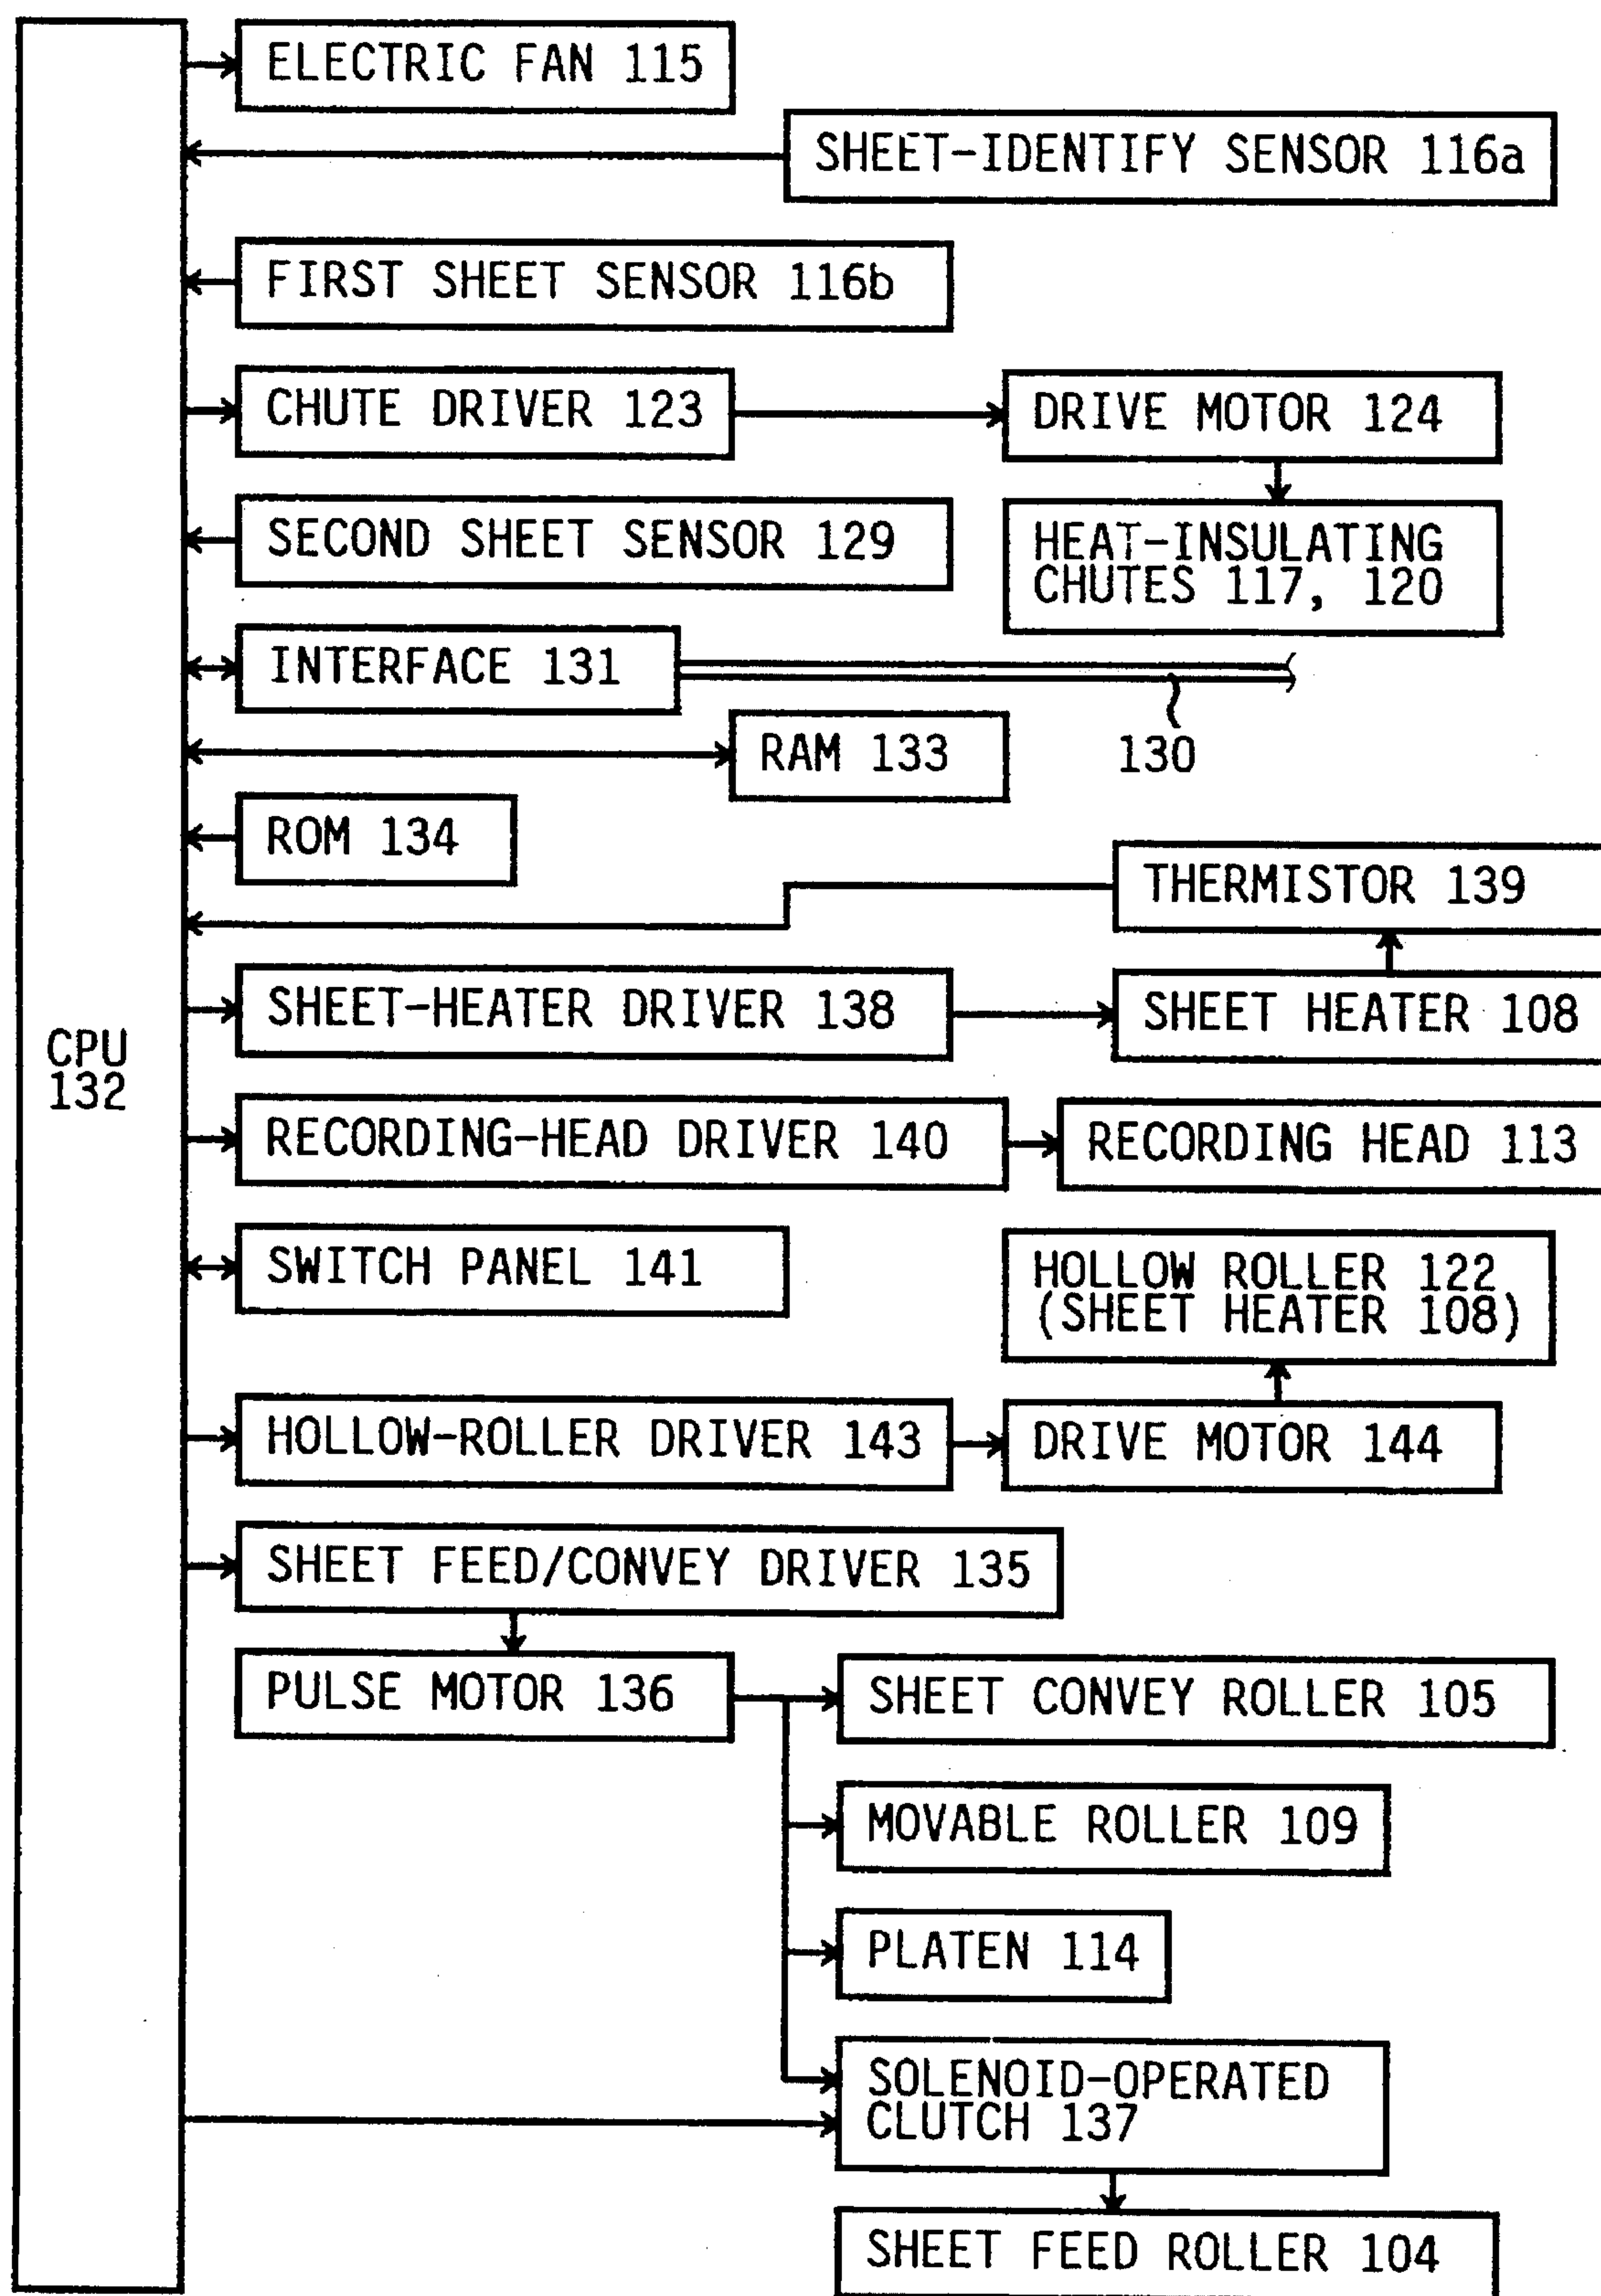 ELECTRIC FAN 115
SHEET-IDENTIFY SENSOR 116a
FIRST SHEET SENSOR 116b
CHUTE DRIVER 123
DRIVE MOTOR 124
SECOND SHEET SENSOR 129
HEAT-INSULATING
CHUTES 117, 120
INTERFACE 131
130
RAM 133
ROM 134
THERMISTOR 139
SHEET-HEATER DRIVER 138
SHEET HEATER 108
CPU
132
RECORDING-HEAD DRIVER 140
RECORDING HEAD 113
SWITCH PANEL 141
HOLLOW ROLLER 122
(SHEET HEATER 108)
HOLLOW-ROLLER DRIVER 143
DRIVE MOTOR 144
SHEET FEED/CONVEY DRIVER 135
PULSE MOTOR 136
SHEET CONVEY ROLLER 105
MOVABLE ROLLER 109
PLATEN 114
SOLENOID-OPERATED
CLUTCH 137
SHEET FEED ROLLER 104